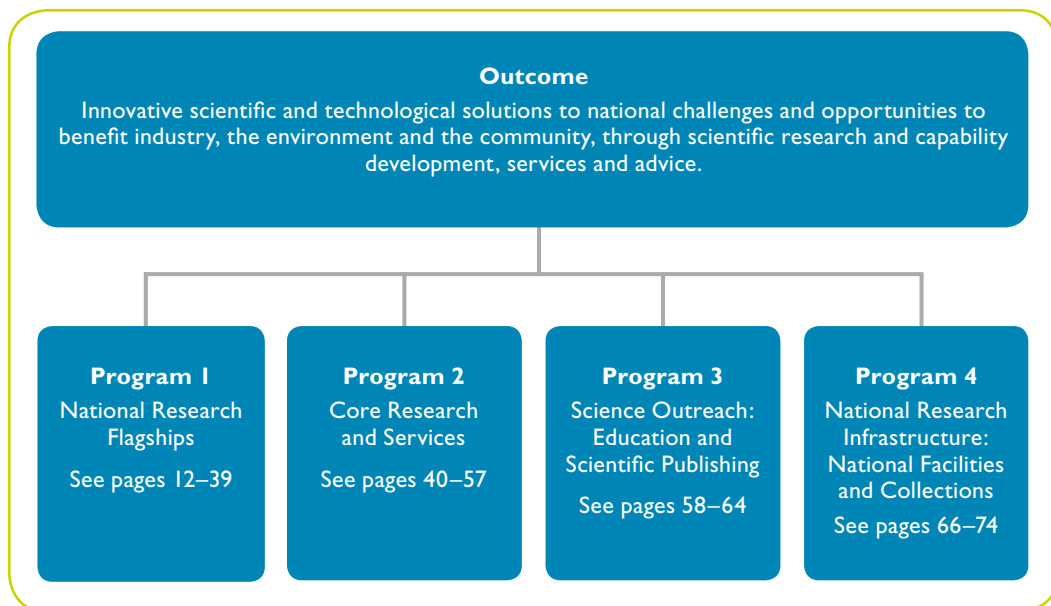 Outcome
Innovative scientific and technological solutions to national challenges and opportunities to
benefit industry, the environment and the community, through scientific research and capability
development, services and advice.
Program 1
National Research
Flagships
See pages 12–39
Program 2
Core Research
and Services
See pages 40–57
Program 3
Science Outreach:
Education and
Scientific Publishing
See pages 58–64
Program 4
National Research
Infrastructure:
National Facilities
and Collections
See pages 66–74